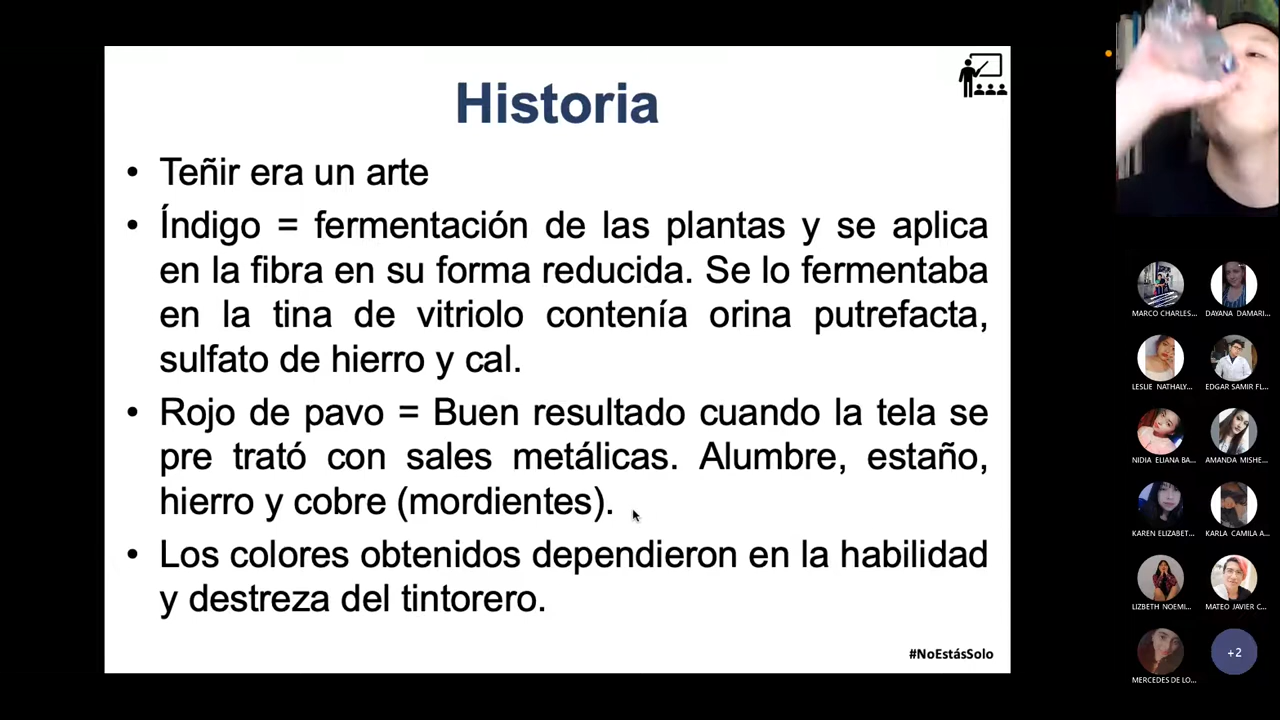 Historia
• Teñir era un arte
• Índigo = fermentación de las plantas y se aplica
en la fibra en su forma reducida. Se lo fermentaba
en la tina de vitriolo contenía orina putrefacta,
sulfato de hierro y cal.
• Rojo de pavo = Buen resultado cuando la tela se
pre trató con sales metálicas. Alumbre, estaño,
hierro y cobre (mordientes).
• Los colores obtenidos dependieron en la habilidad
y destreza del tintorero.
#NoEstásSolo
MARCO CHARLES...
DAYANA DAMARI...
LESLIE NATHALY...
EDGAR SAMIR FL...
NIDIA ELIANA BA...
AMANDA MISHE...
KAREN ELIZABET...
KARLA CAMILA A...
LIZBETH NOEMI...
MATEO JAVIER C...
MERCEDES DE LO...
+2